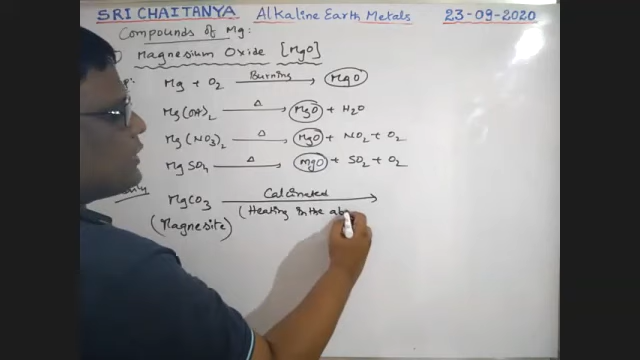 SRI CHAITANYA Alkaline Earth Metals 23-09-2020
Compounds of Mg:
Magnesium Oxide [MgO]
Mg + O2 Burning MgO
Mg(OH)2 Δ MgO + H2O
Mg(NO3)2 Δ MgO + NO2 + O2
MgSO4 Δ MgO + SO2 + O2
MgCO3 Calcinated
(Magnesite) (Heating in the ab